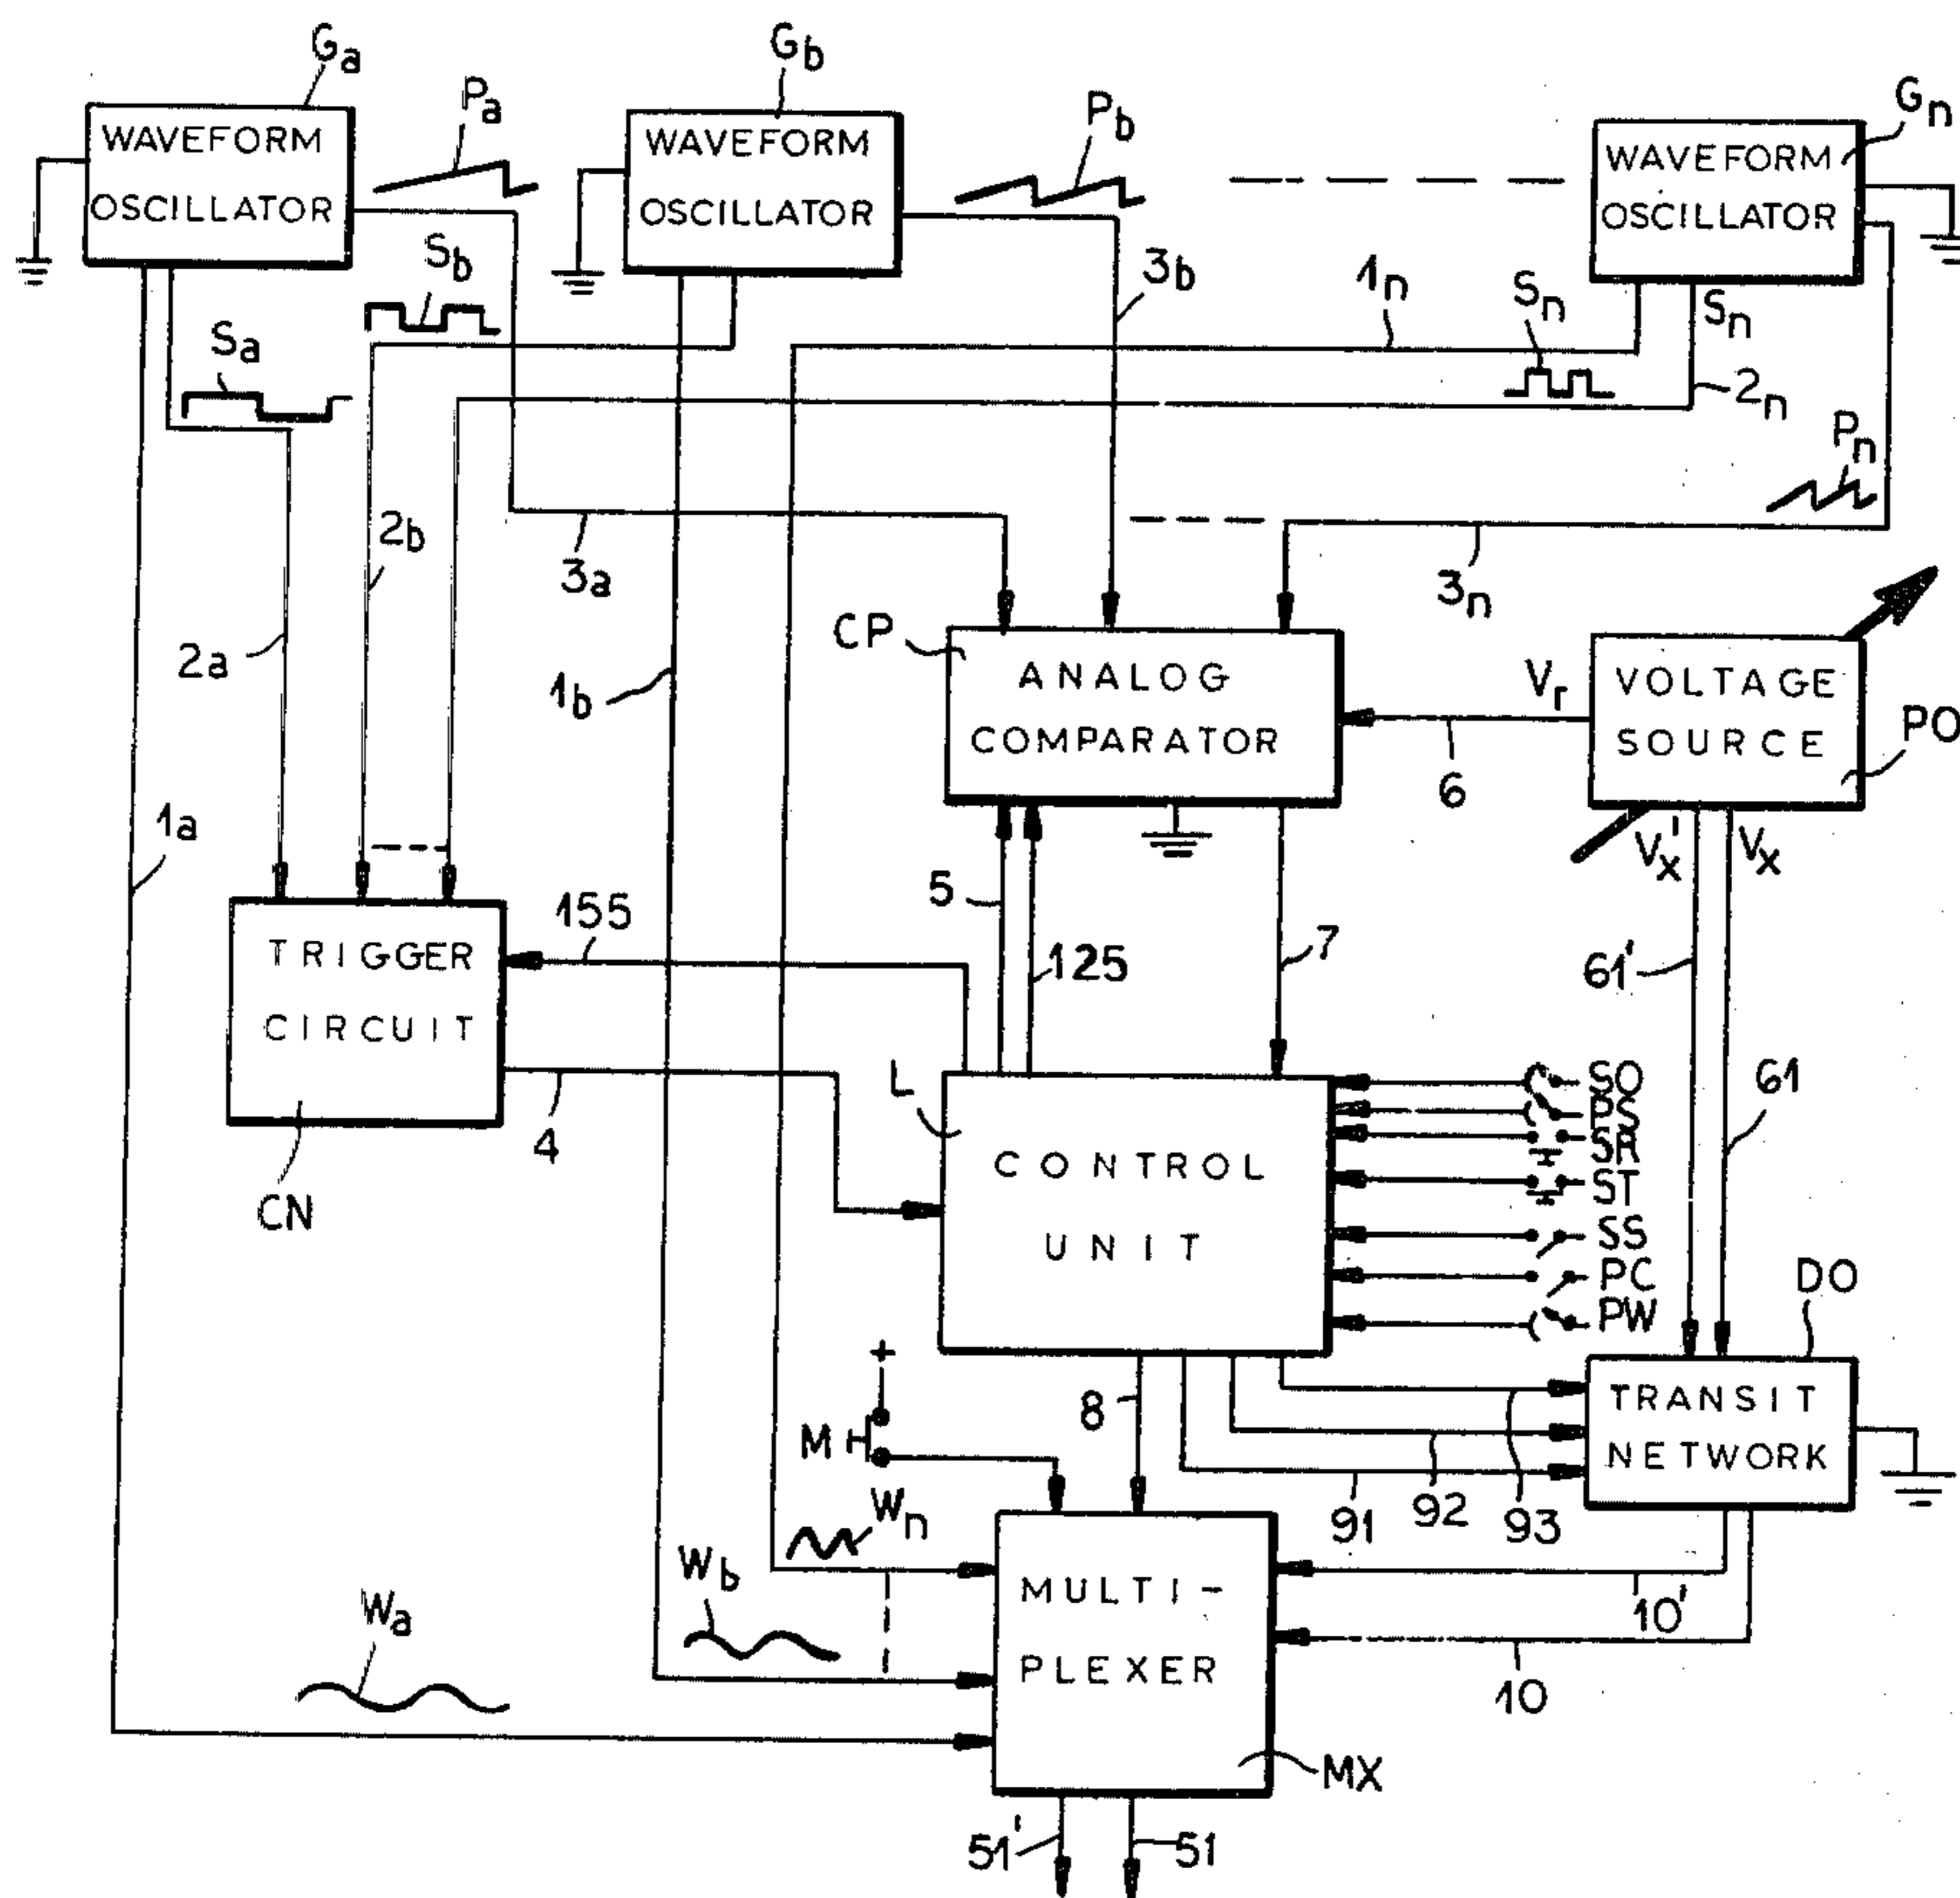 Ga
Pa
Gb
Pb
Gn
WAVEFORM
OSCILLATOR
WAVEFORM
OSCILLATOR
WAVEFORM
OSCILLATOR
Sb
Sa
3b
1n
Sn
Sn
2n
Pn
2b
3a
3n
2a
1b
CP
ANALOG
COMPARATOR
Vr
6
VOLTAGE
SOURCE
PO
Vx'
Vx
1a
5
125
7
155
61'
61
TRIGGER
CIRCUIT
CN
4
L
CONTROL
UNIT
SO
PS
SR
ST
SS
PC
PW
DO
TRANSIT
NETWORK
+
M
8
91
92
93
Wn
Wb
Wa
MULTI-
PLEXER
10'
10
MX
51'
51